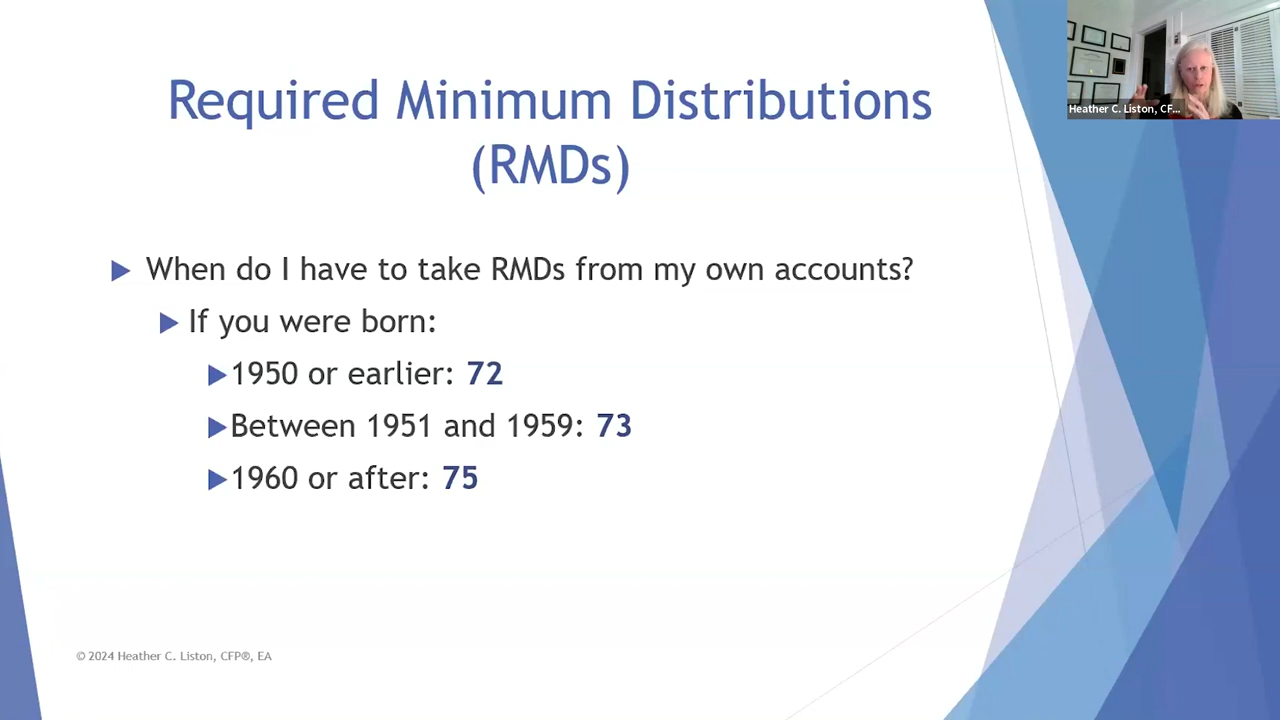 Required Minimum Distributions
(RMDs)
When do I have to take RMDs from my own accounts?
If you were born:
1950 or earlier: 72
Between 1951 and 1959: 73
1960 or after: 75
© 2024 Heather C. Liston, CFP®, EA
Heather C. Liston, CF...